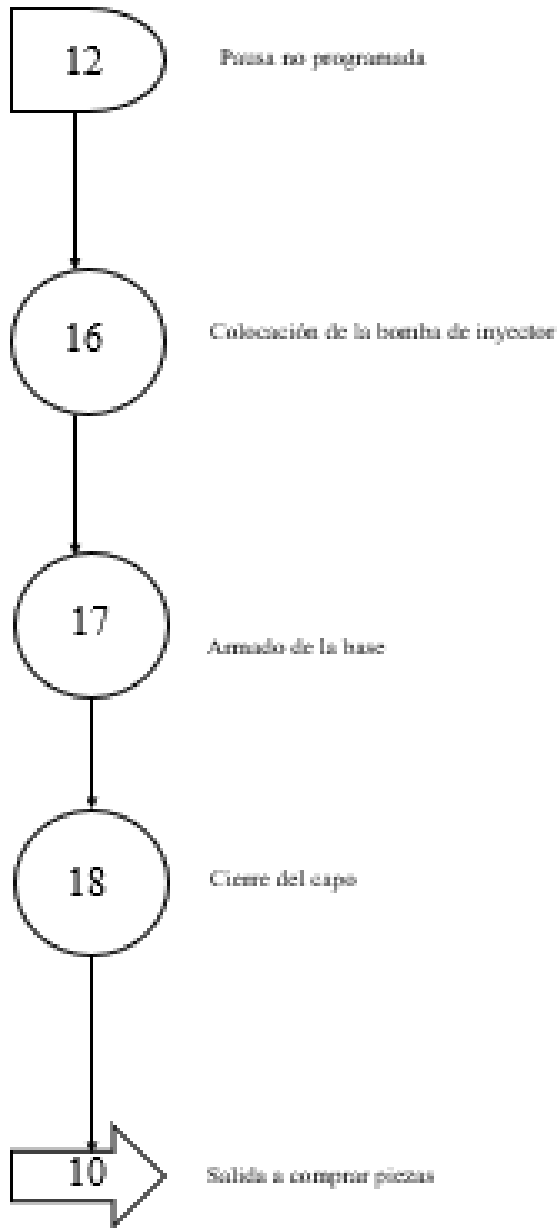 12 Pausa no programada
16 Colocación de la bomba de inyector
17 Armado de la base
18 Cierre del capo
10 Salida a comprar piezas